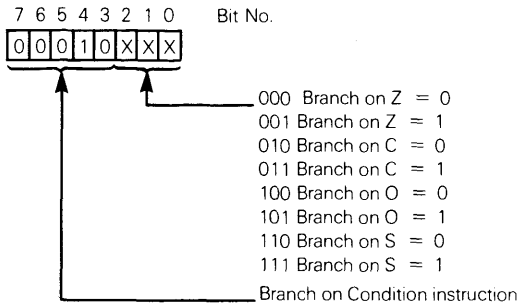 7 6 5 4 3 2 1 0 Bit No.
0 0 0 1 0 X X X
000 Branch on Z = 0
001 Branch on Z = 1
010 Branch on C = 0
011 Branch on C = 1
100 Branch on O = 0
101 Branch on O = 1
110 Branch on S = 0
111 Branch on S = 1
Branch on Condition instruction